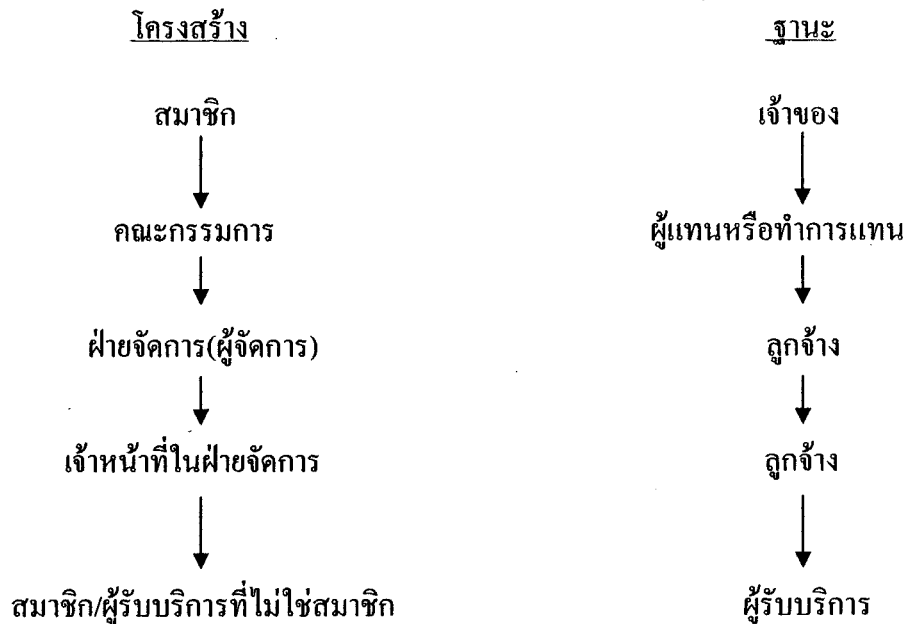 โครงสร้าง ฐานะ
สมาชิก เจ้าของ
คณะกรรมการ ผู้แทนหรือทำการแทน
ฝ่ายจัดการ(ผู้จัดการ) ลูกจ้าง
เจ้าหน้าที่ในฝ่ายจัดการ ลูกจ้าง
สมาชิก/ผู้รับบริการที่ไม่ใช่สมาชิก ผู้รับบริการ